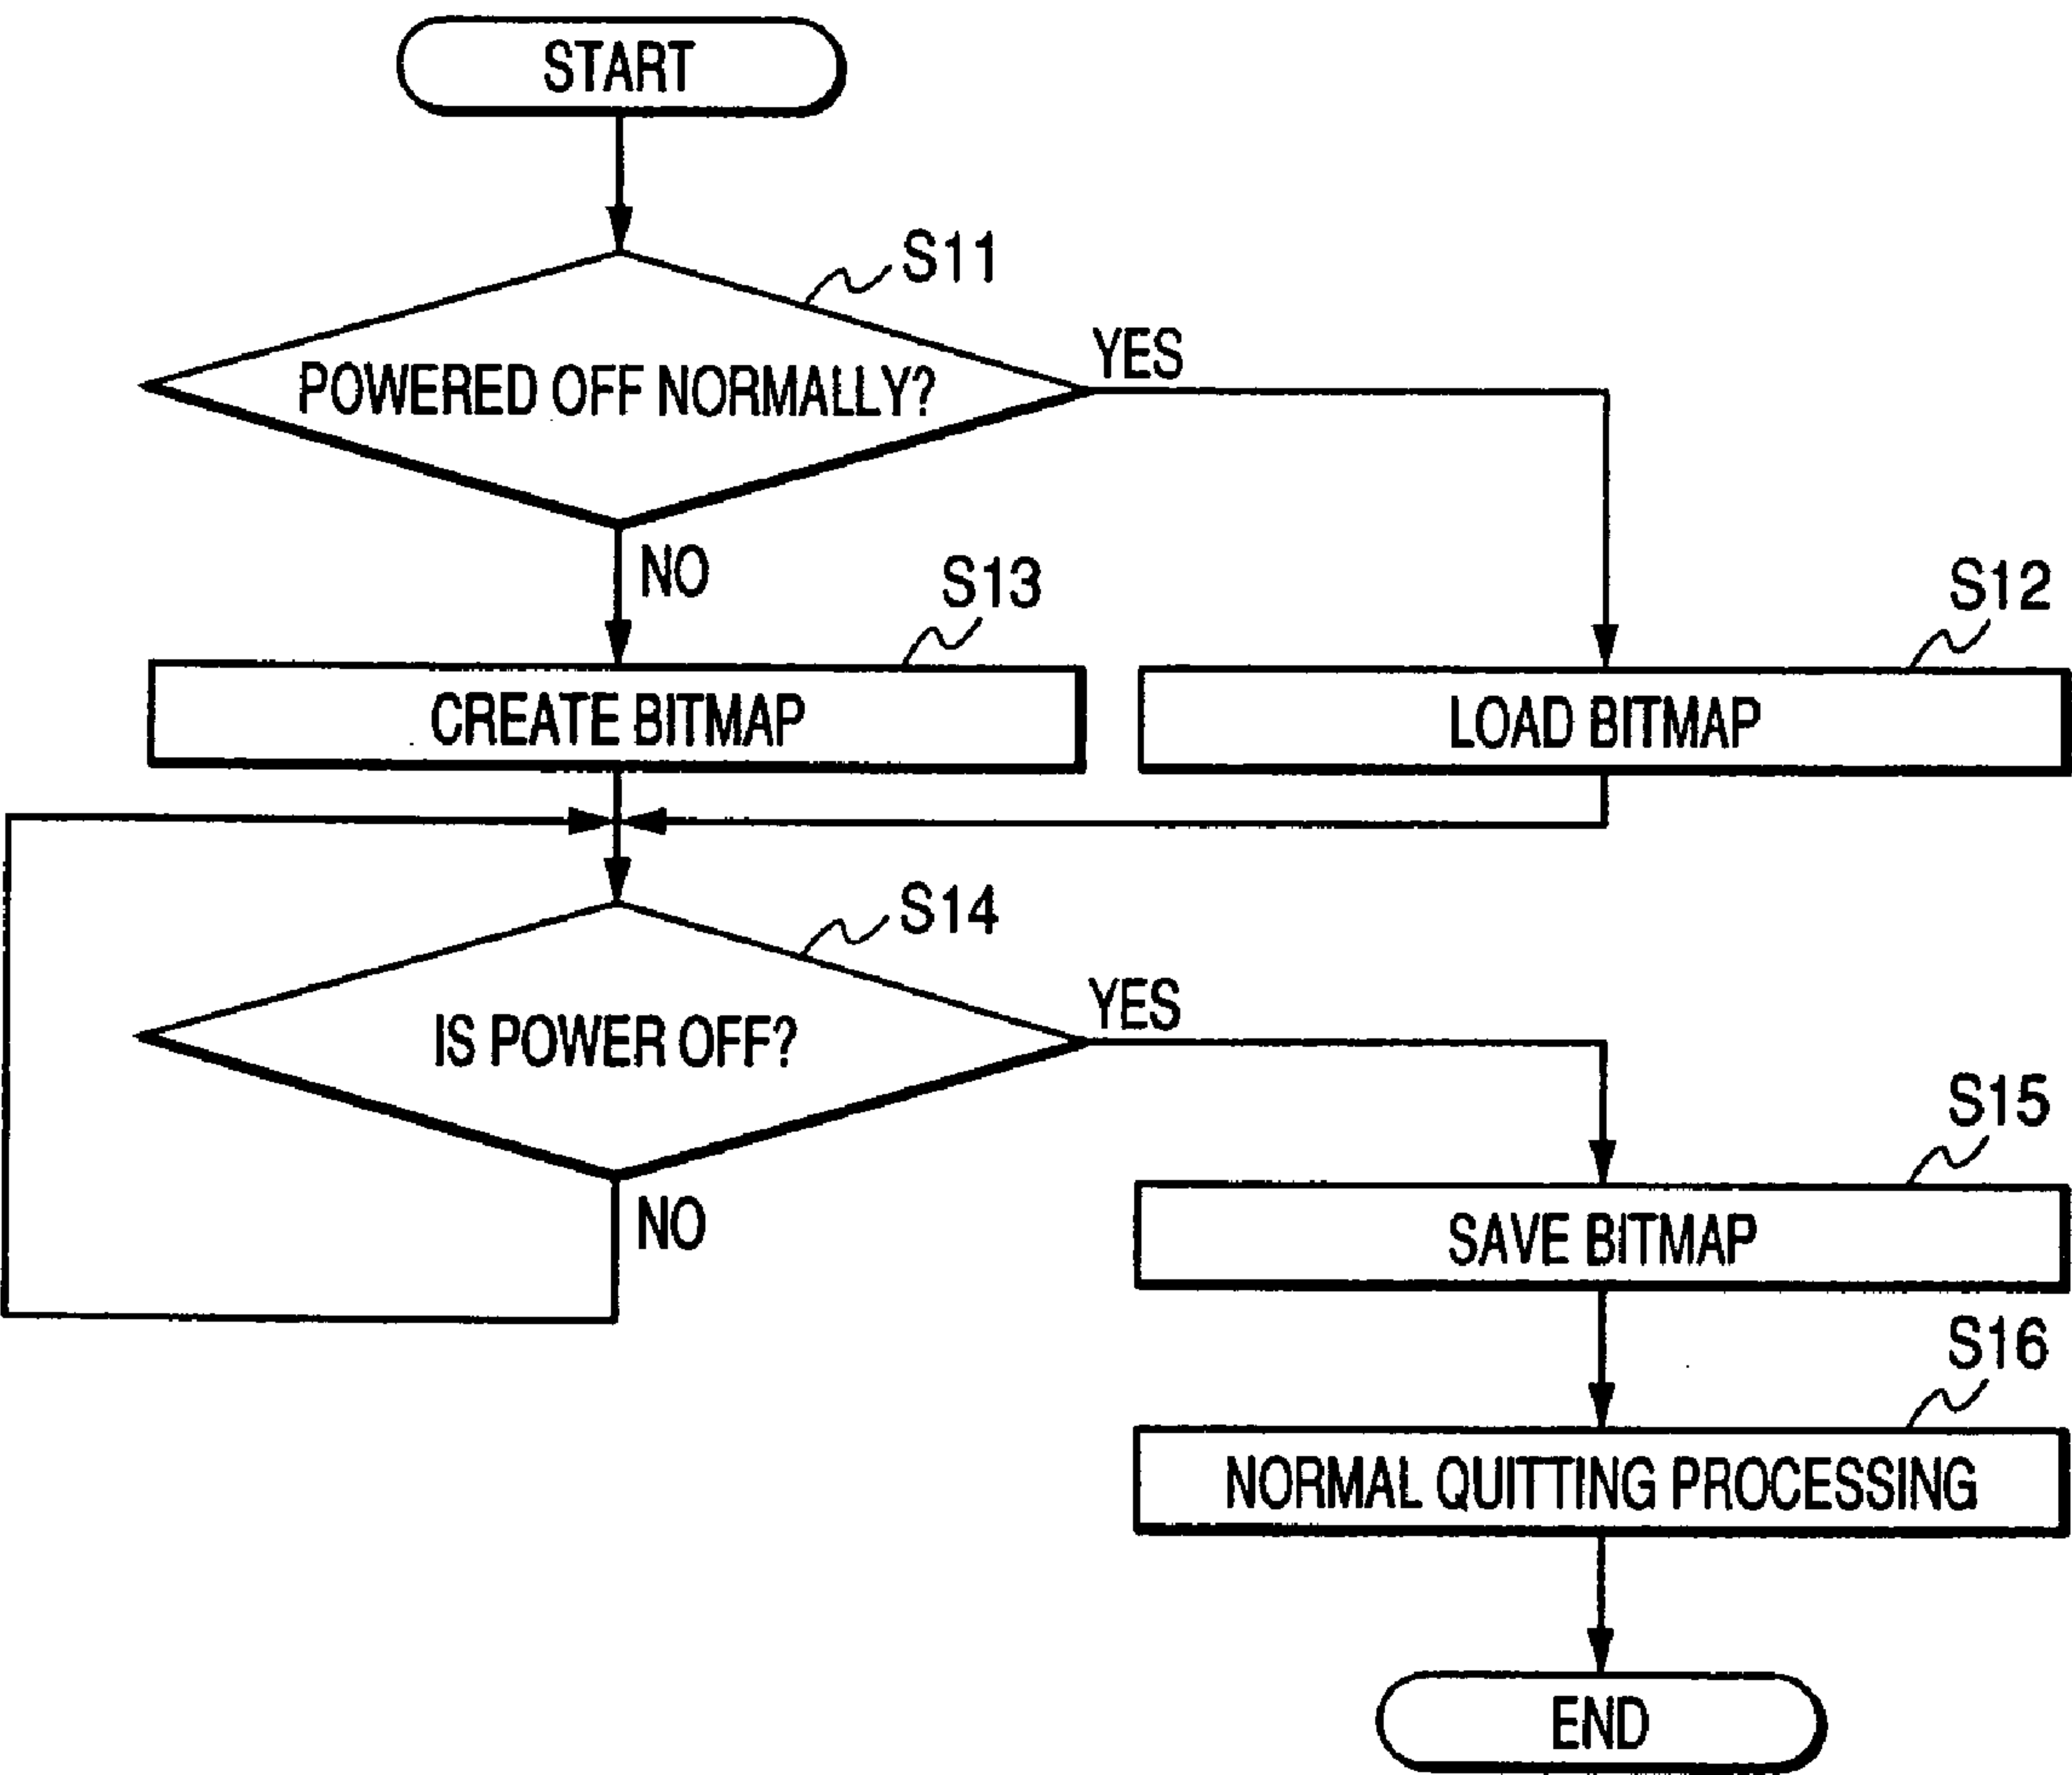 START
S11
POWERED OFF NORMALLY?
YES
NO
S13
S12
CREATE BITMAP
LOAD BITMAP
S14
IS POWER OFF?
YES
NO
S15
SAVE BITMAP
S16
NORMAL QUITTING PROCESSING
END